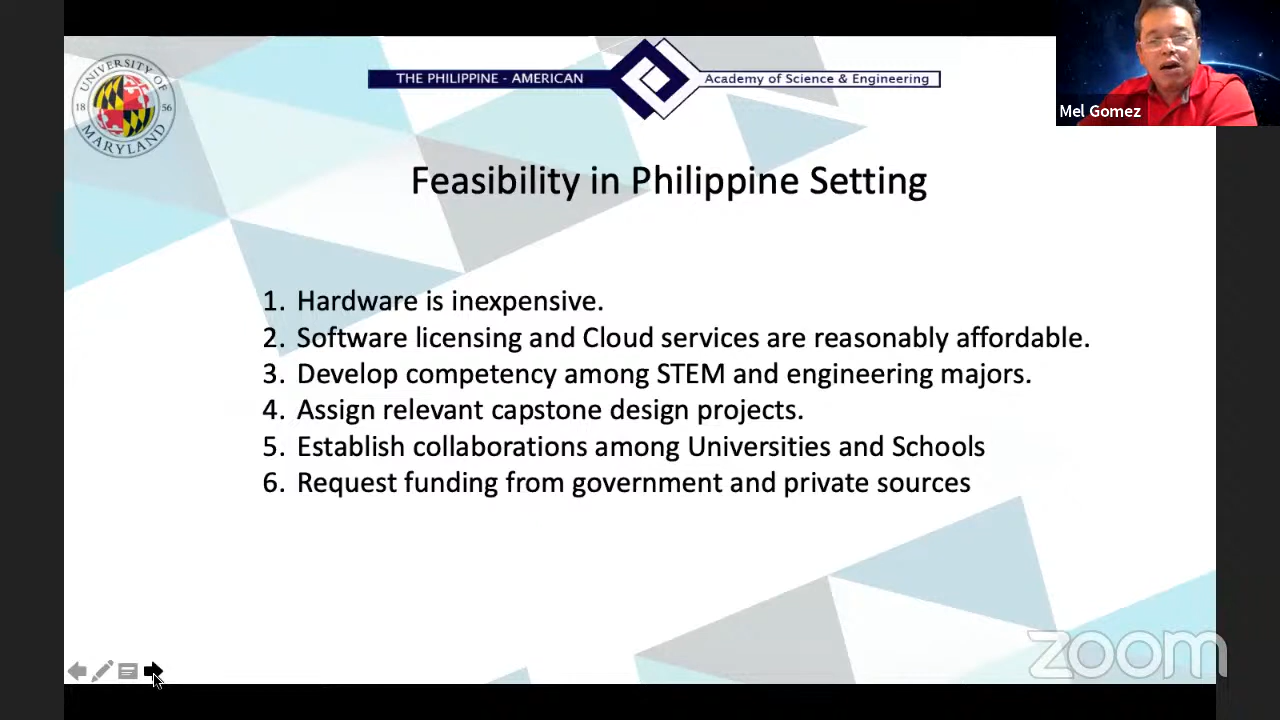 UNIVERSITY OF
18 56
MARYLAND
THE PHILIPPINE - AMERICAN
Academy of Science & Engineering
Mel Gomez
Feasibility in Philippine Setting
1. Hardware is inexpensive.
2. Software licensing and Cloud services are reasonably affordable.
3. Develop competency among STEM and engineering majors.
4. Assign relevant capstone design projects.
5. Establish collaborations among Universities and Schools
6. Request funding from government and private sources
zoom